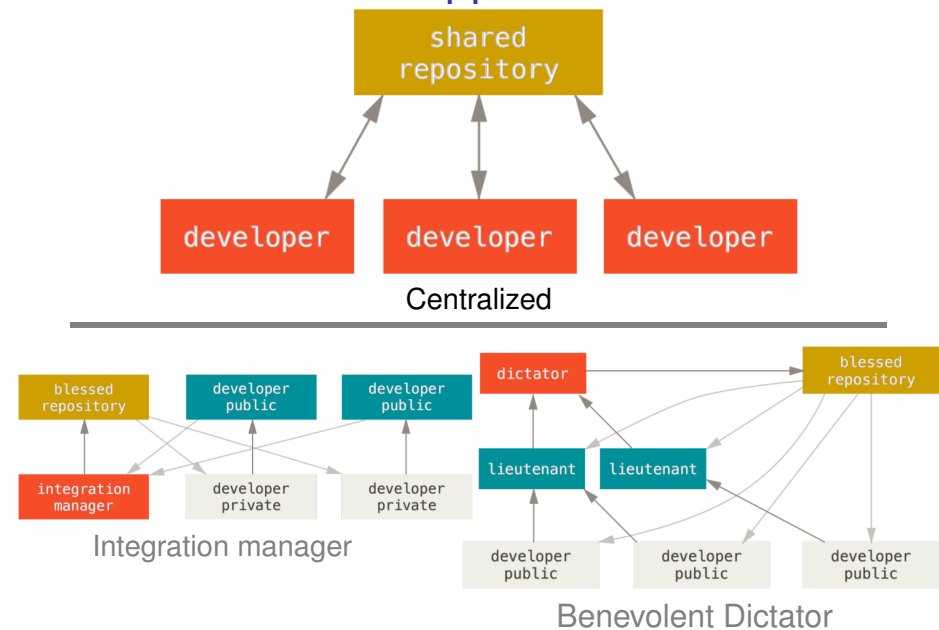 shared
repository
developer
developer
developer
Centralized
blessed
repository
developer
public
developer
public
integration
manager
developer
private
developer
private
Integration manager
dictator
blessed
repository
lieutenant
lieutenant
developer
public
developer
public
developer
public
Benevolent Dictator